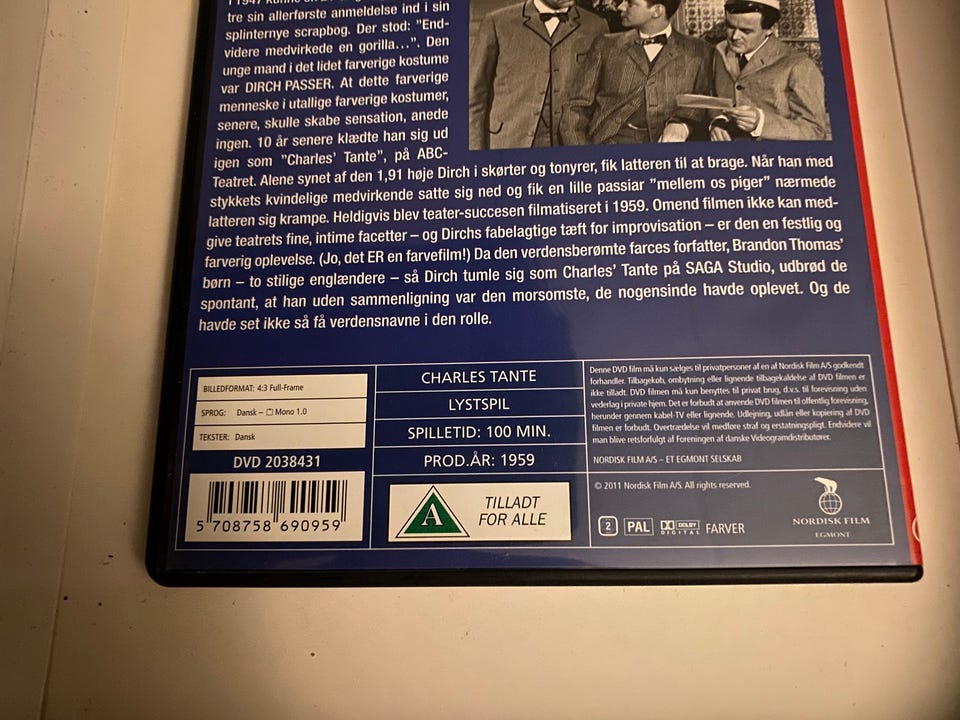 tre sin allerførste anmeldelse ind i sin
splinternye scrapbog. Der stod: "End-
videre medvirkede en gorilla...". Den
unge mand i det lidet farverige kostume
var DIRCH PASSER. At dette farverige
menneske i utallige farverige kostumer,
senere, skulle skabe sensation, anede
ingen. 10 år senere klædte han sig ud
igen som "Charles' Tante", på ABC-
Teatret. Alene synet af den 1,91 høje Dirch i skørter og tonyrer, fik latteren til at brage. Når han med
stykkets kvindelige medvirkende satte sig ned og fik en lille passiar "mellem os piger" nærmede
latteren sig krampe. Heldigvis blev teater-succesen filmatiseret i 1959. Omend filmen ikke kan med-
give teatrets fine, intime facetter – og Dirchs fabelagtige tæft for improvisation – er den en festlig og
farverig oplevelse. (Jo, det ER en farvefilm!) Da den verdensberømte farces forfatter, Brandon Thomas'
børn – to stilige englændere – så Dirch tumle sig som Charles' Tante på SAGA Studio, udbrød de
spontant, at han uden sammenligning var den morsomste, de nogensinde havde oplevet. Og de
havde set ikke så få verdensnavne i den rolle.
BILLEDFORMAT: 4:3 Full-Frame
SPROG: Dansk – Mono 1.0
TEKSTER: Dansk
DVD 2038431
5 708758 690959
CHARLES TANTE
LYSTSPIL
SPILLETID: 100 MIN.
PROD.ÅR: 1959
A
TILLADT
FOR ALLE
Denne DVD film må kun sælges til privatpersoner af en af Nordisk Film A/S godkendt
forhandler. Tilbagekøb, ombytning eller lignende tilbagekaldelse af DVD filmen er
ikke tilladt. DVD filmen må kun benyttes til privat brug, d.v.s. til forevisning uden
vederlag i private hjem. Det er forbudt at anvende DVD filmen til offentlig forevisning,
herunder gennem kabel-TV eller lignende. Udlejning, udlån eller kopiering af DVD
filmen er forbudt. Overtrædelse vil medføre straf og erstatningspligt. Endvidere vil
man blive retsforfulgt af Foreningen af danske Videogramdistributører.
NORDISK FILM A/S – ET EGMONT SELSKAB
© 2011 Nordisk Film A/S. All rights reserved.
2 PAL DOLBY DIGITAL FARVER
NORDISK FILM
EGMONT